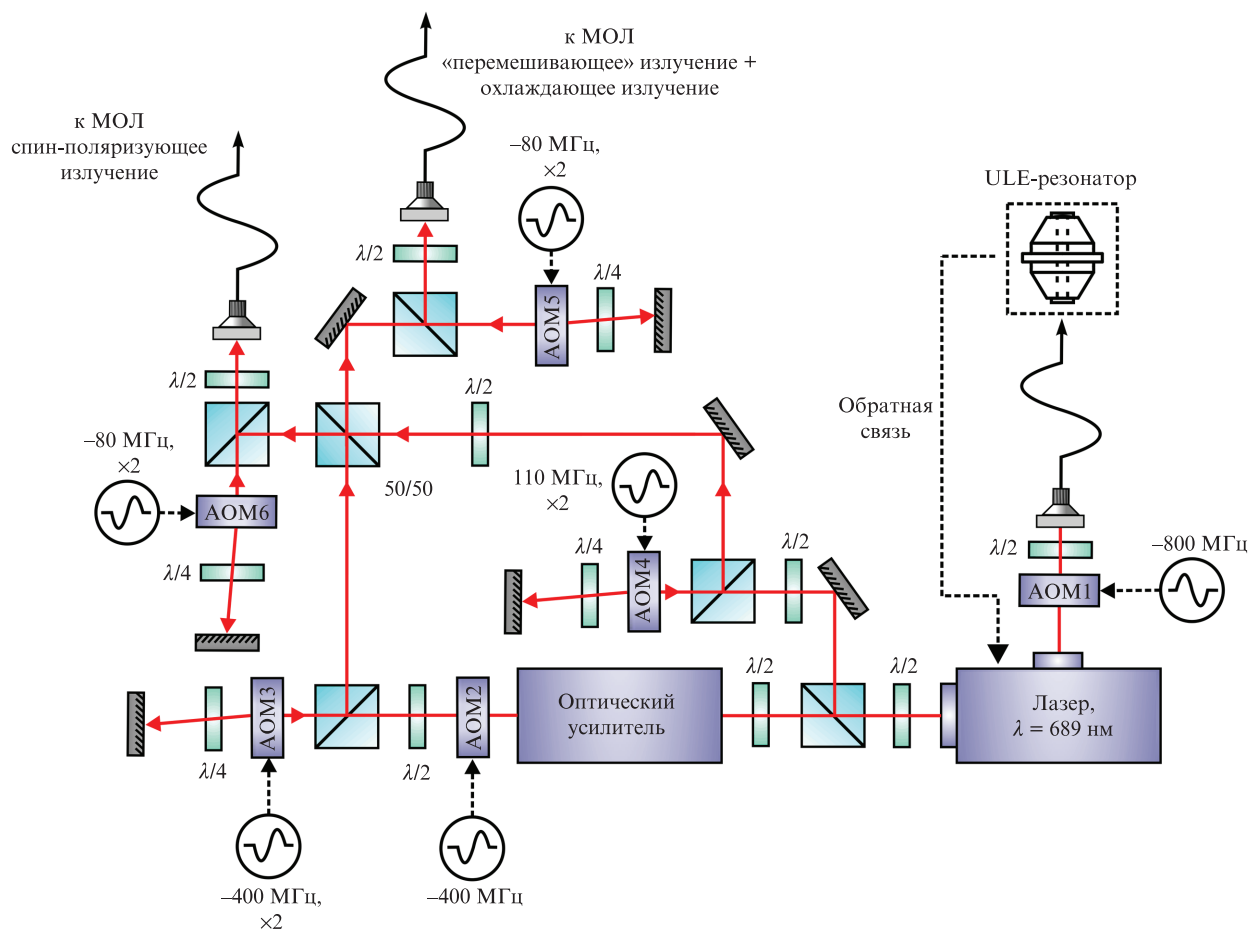 к МОЛ
«перемешивающее» излучение +
охлаждающее излучение
к МОЛ
спин-поляризующее
излучение
–80 МГц,
×2
ULE-резонатор
λ/2
λ/4
АОМ5
λ/2
λ/2
Обратная
связь
–80 МГц,
×2
50/50
110 МГц,
×2
АОМ6
λ/4
λ/4
АОМ4
λ/2
λ/2
–800 МГц
АОМ1
λ/2
λ/2
АОМ3
АОМ2
Оптический
усилитель
Лазер,
λ = 689 нм
λ/4
λ/2
–400 МГц,
×2
–400 МГц